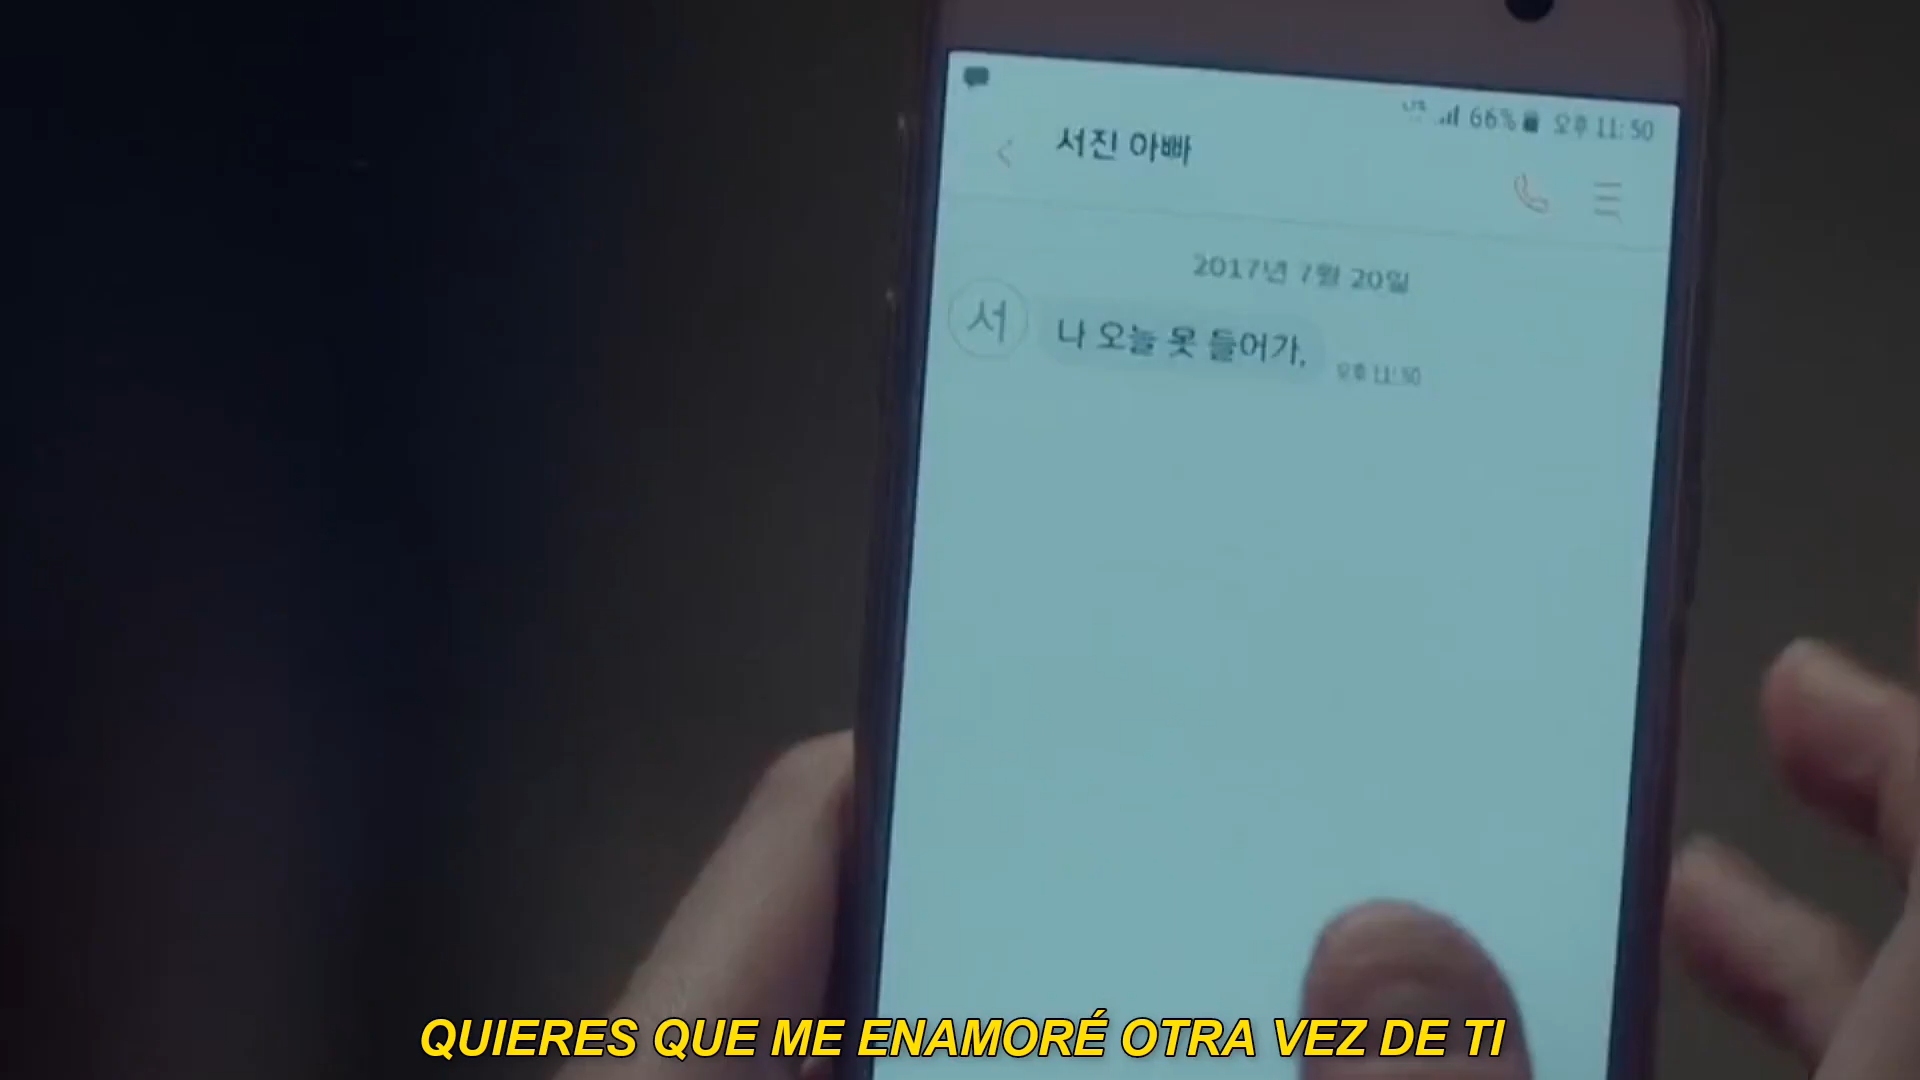 66% 오후 11:50
서진 아빠
2017년 7월 20일
서
나 오늘 못 들어가,
오후 11:50
QUIERES QUE ME ENAMORÉ OTRA VEZ DE TI